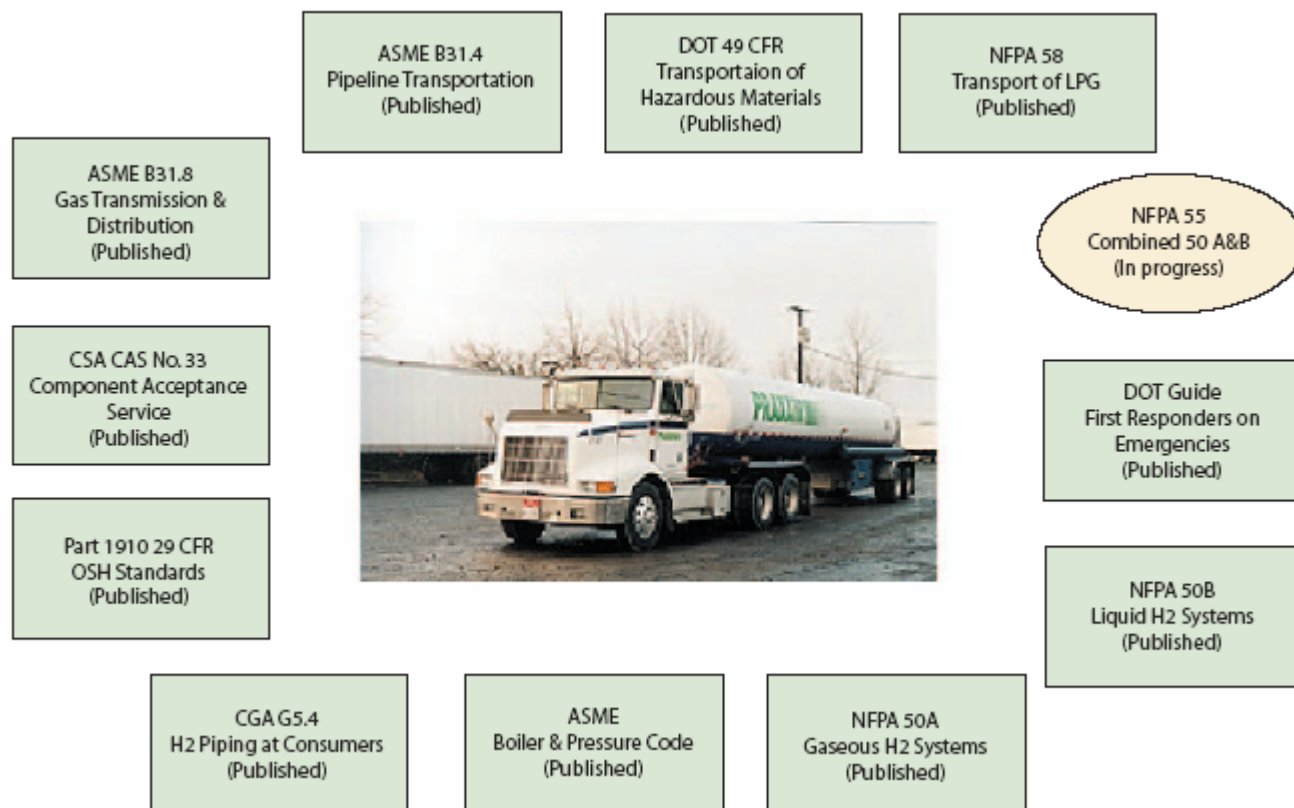 ASME B31.4
Pipeline Transportation
(Published)
DOT 49 CFR
Transportaion of
Hazardous Materials
(Published)
NFPA 58
Transport of LPG
(Published)
ASME B31.8
Gas Transmission &
Distribution
(Published)
NFPA 55
Combined 50 A&B
(In progress)
CSA CAS No. 33
Component Acceptance
Service
(Published)
PRAXAIR
DOT Guide
First Responders on
Emergencies
(Published)
Part 1910 29 CFR
OSH Standards
(Published)
NFPA 50B
Liquid H2 Systems
(Published)
CGA G5.4
H2 Piping at Consumers
(Published)
ASME
Boiler & Pressure Code
(Published)
NFPA 50A
Gaseous H2 Systems
(Published)